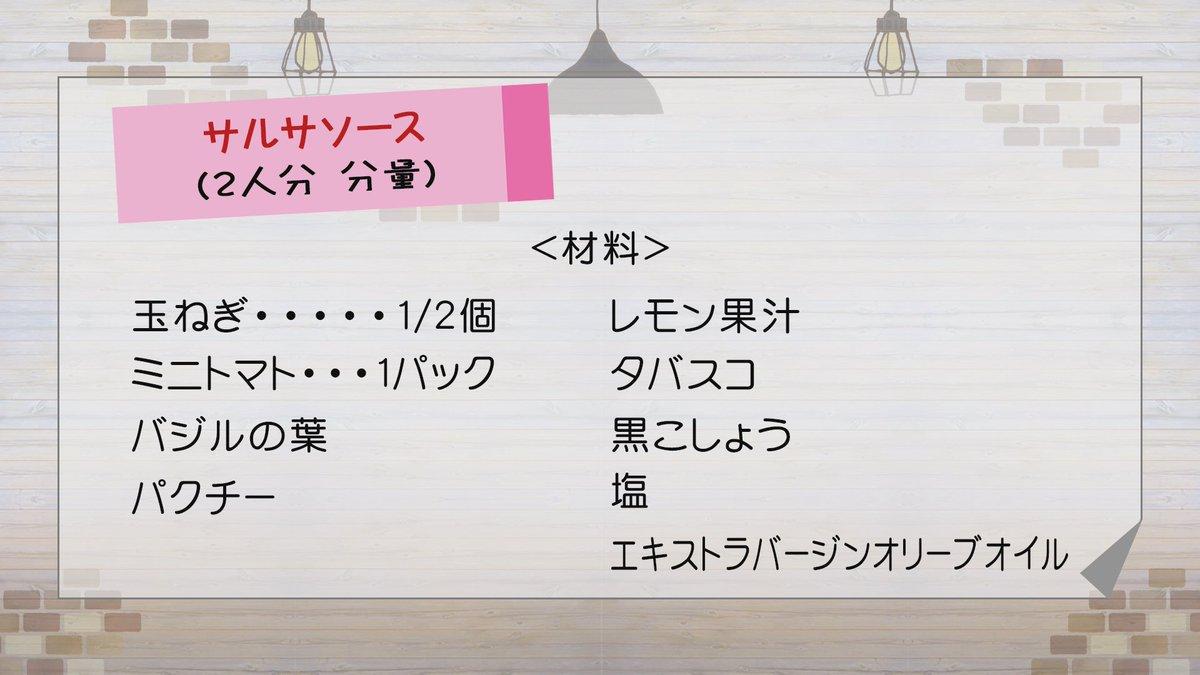 サルサソース
(2人分 分量)
＜材料＞
玉ねぎ・・・・・1/2個
ミニトマト・・・1パック
バジルの葉
パクチー
レモン果汁
タバスコ
黒こしょう
塩
エキストラバージンオリーブオイル